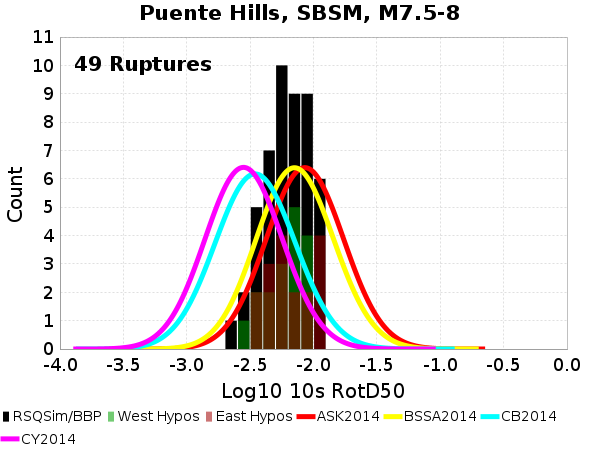 Puente Hills, SBSM, M7.5-8
49 Ruptures
Count
11
10
9
8
7
6
5
4
3
2
1
0
-4.0 -3.5 -3.0 -2.5 -2.0 -1.5 -1.0 -0.5 0.0
Log10 10s RotD50
RSQSim/BBP West Hypos East Hypos ASK2014 BSSA2014 CB2014
CY2014